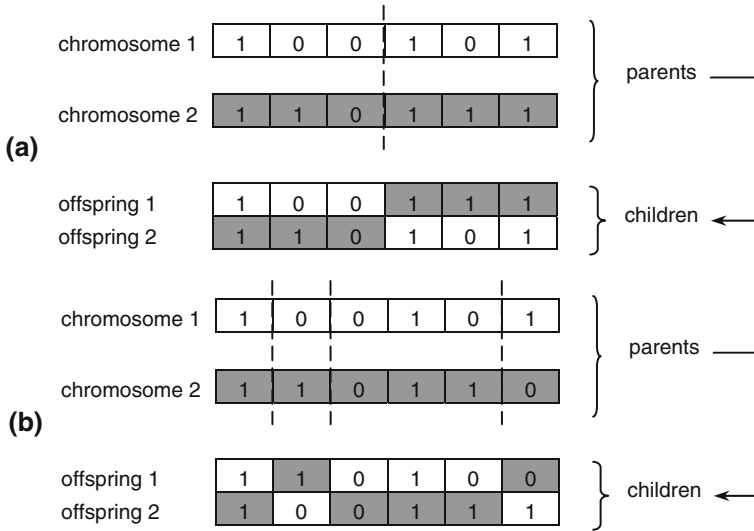 chromosome 1 1 0 0 1 0 1
parents
chromosome 2 1 1 0 1 1 1
(a)
offspring 1 1 0 0 1 1 1
children
offspring 2 1 1 0 1 0 1
chromosome 1 1 0 0 1 0 1
parents
chromosome 2 1 1 0 1 1 0
(b)
offspring 1 1 1 0 1 0 0
children
offspring 2 1 0 0 1 1 1